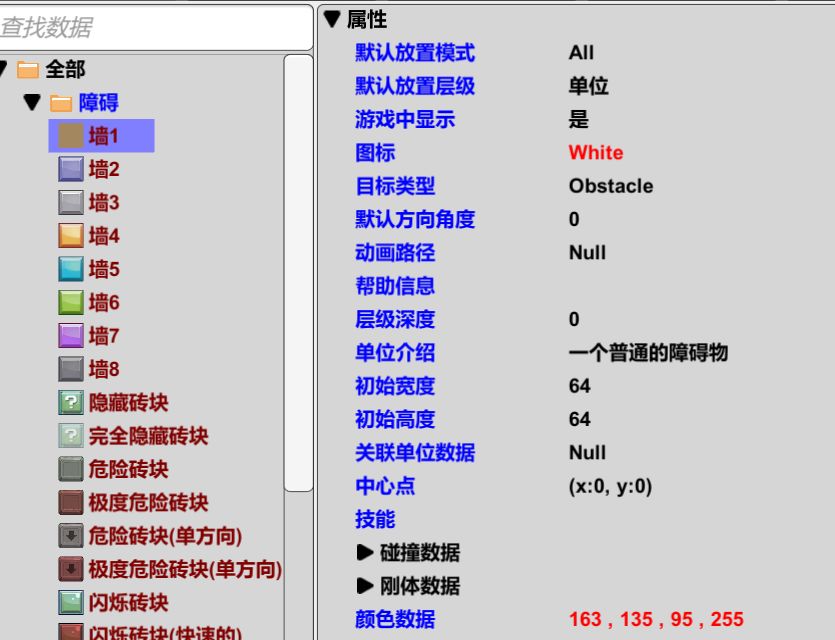 查找数据
全部
障碍
墙1
墙2
墙3
墙4
墙5
墙6
墙7
墙8
隐藏砖块
完全隐藏砖块
危险砖块
极度危险砖块
危险砖块(单方向)
极度危险砖块(单方向)
闪烁砖块
闪烁砖块(快速的)
属性
默认放置模式 All
默认放置层级 单位
游戏中显示 是
图标 White
目标类型 Obstacle
默认方向角度 0
动画路径 Null
帮助信息
层级深度 0
单位介绍 一个普通的障碍物
初始宽度 64
初始高度 64
关联单位数据 Null
中心点 (x:0, y:0)
技能
碰撞数据
刚体数据
颜色数据 163 , 135 , 95 , 255